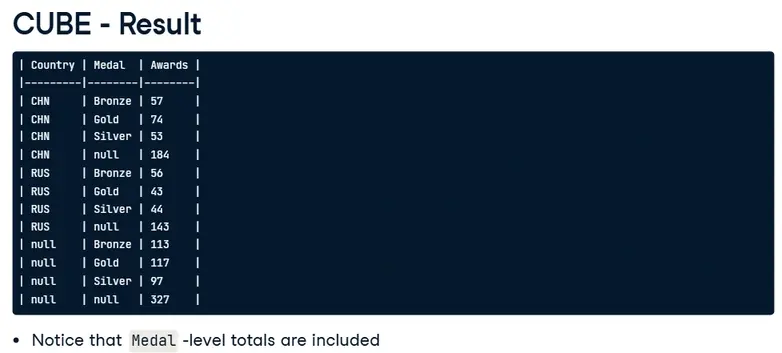 CUBE - Result
| Country | Medal  | Awards |
|---------|--------|--------|
| CHN     | Bronze | 57     |
| CHN     | Gold   | 74     |
| CHN     | Silver | 53     |
| CHN     | null   | 184    |
| RUS     | Bronze | 56     |
| RUS     | Gold   | 43     |
| RUS     | Silver | 44     |
| RUS     | null   | 143    |
| null    | Bronze | 113    |
| null    | Gold   | 117    |
| null    | Silver | 97     |
| null    | null   | 327    |
• Notice that Medal -level totals are included